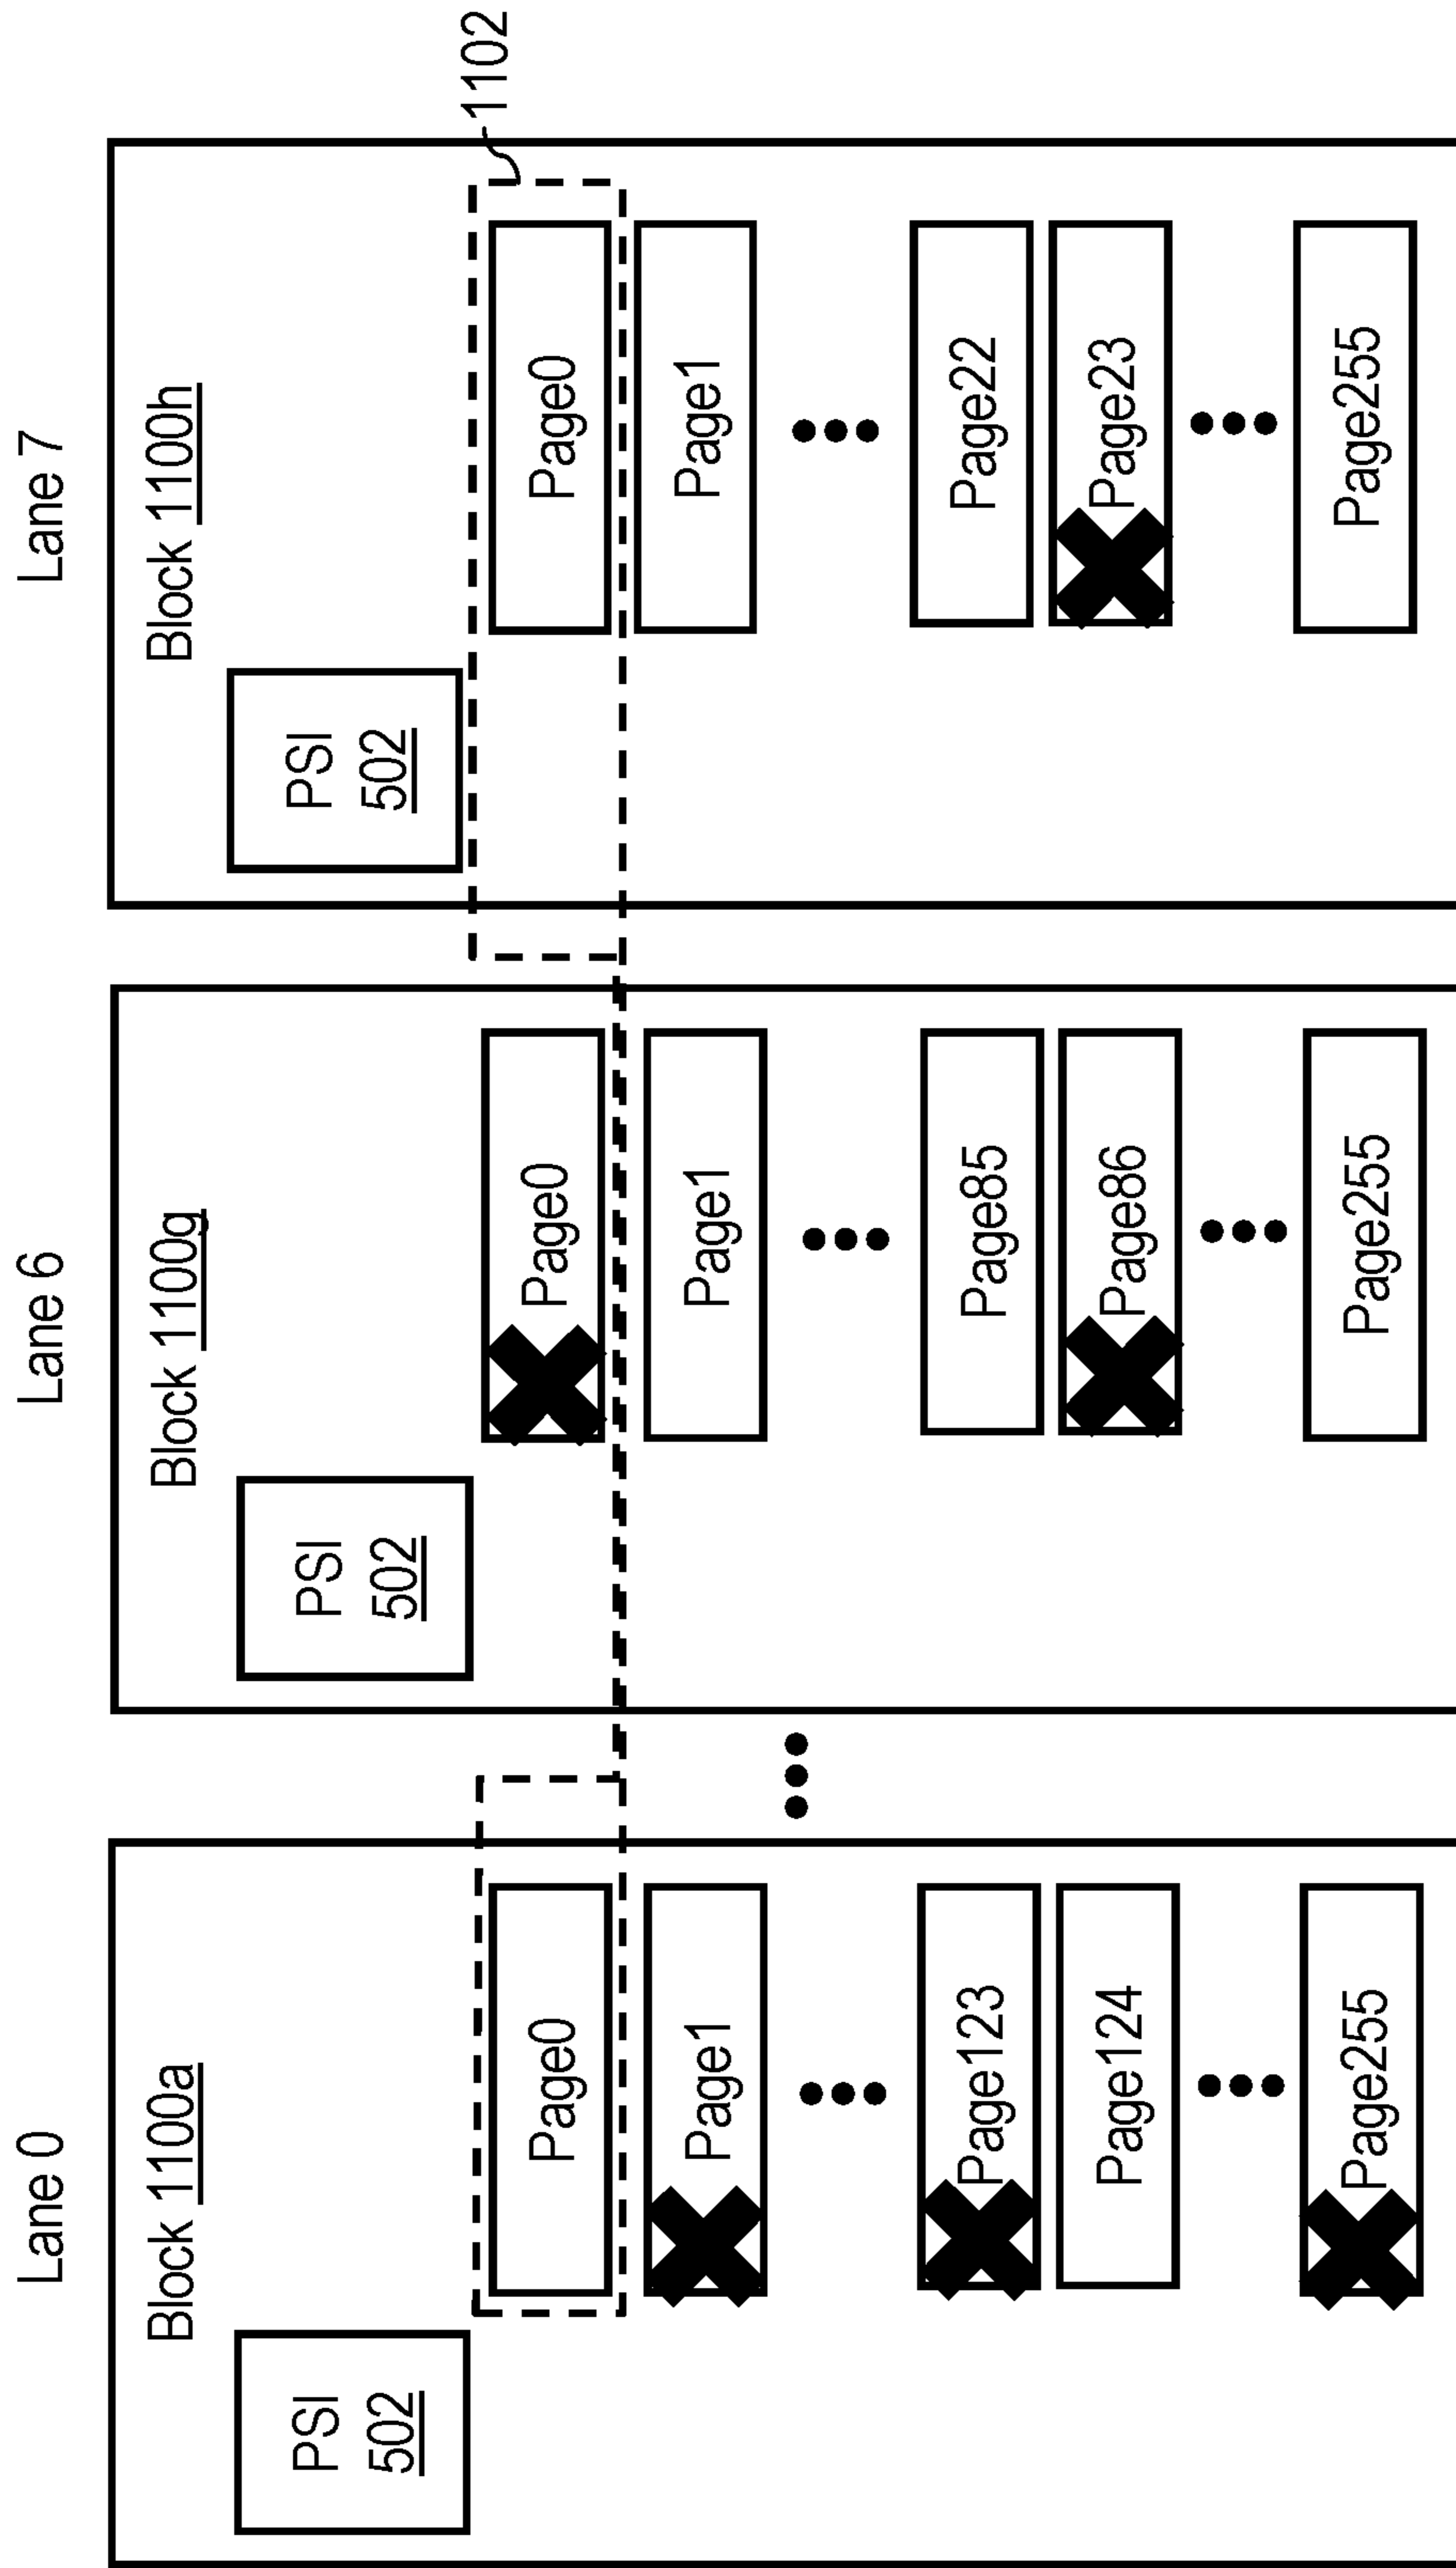 Lane 0
Block 1100a
PSI
502
Page0
Page1
Page123
Page124
Page255
Lane 6
Block 1100g
PSI
502
Page0
Page1
Page85
Page86
Page255
Lane 7
Block 1100h
PSI
502
Page0
Page1
Page22
Page23
Page255
1102